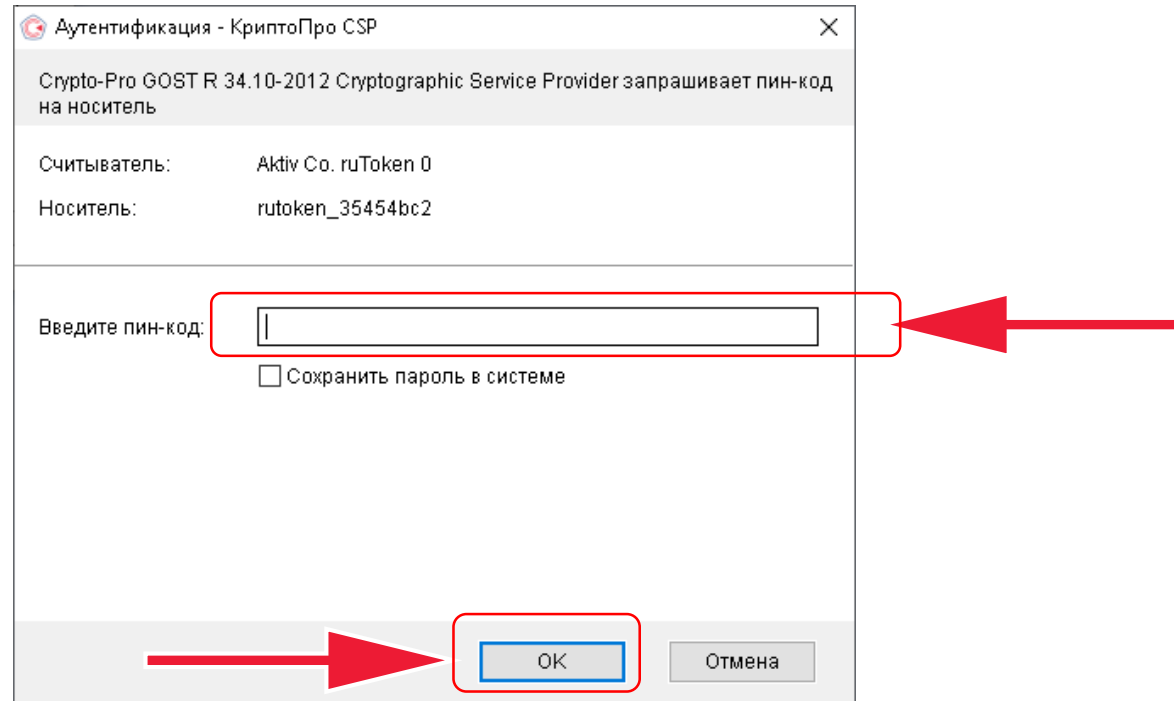 Аутентификация - КриптоПро CSP
Crypto-Pro GOST R 34.10-2012 Cryptographic Service Provider запрашивает пин-код
на носитель
Считыватель: Aktiv Co. ruToken 0
Носитель: rutoken_35454bc2
Введите пин-код:
Сохранить пароль в системе
OK Отмена